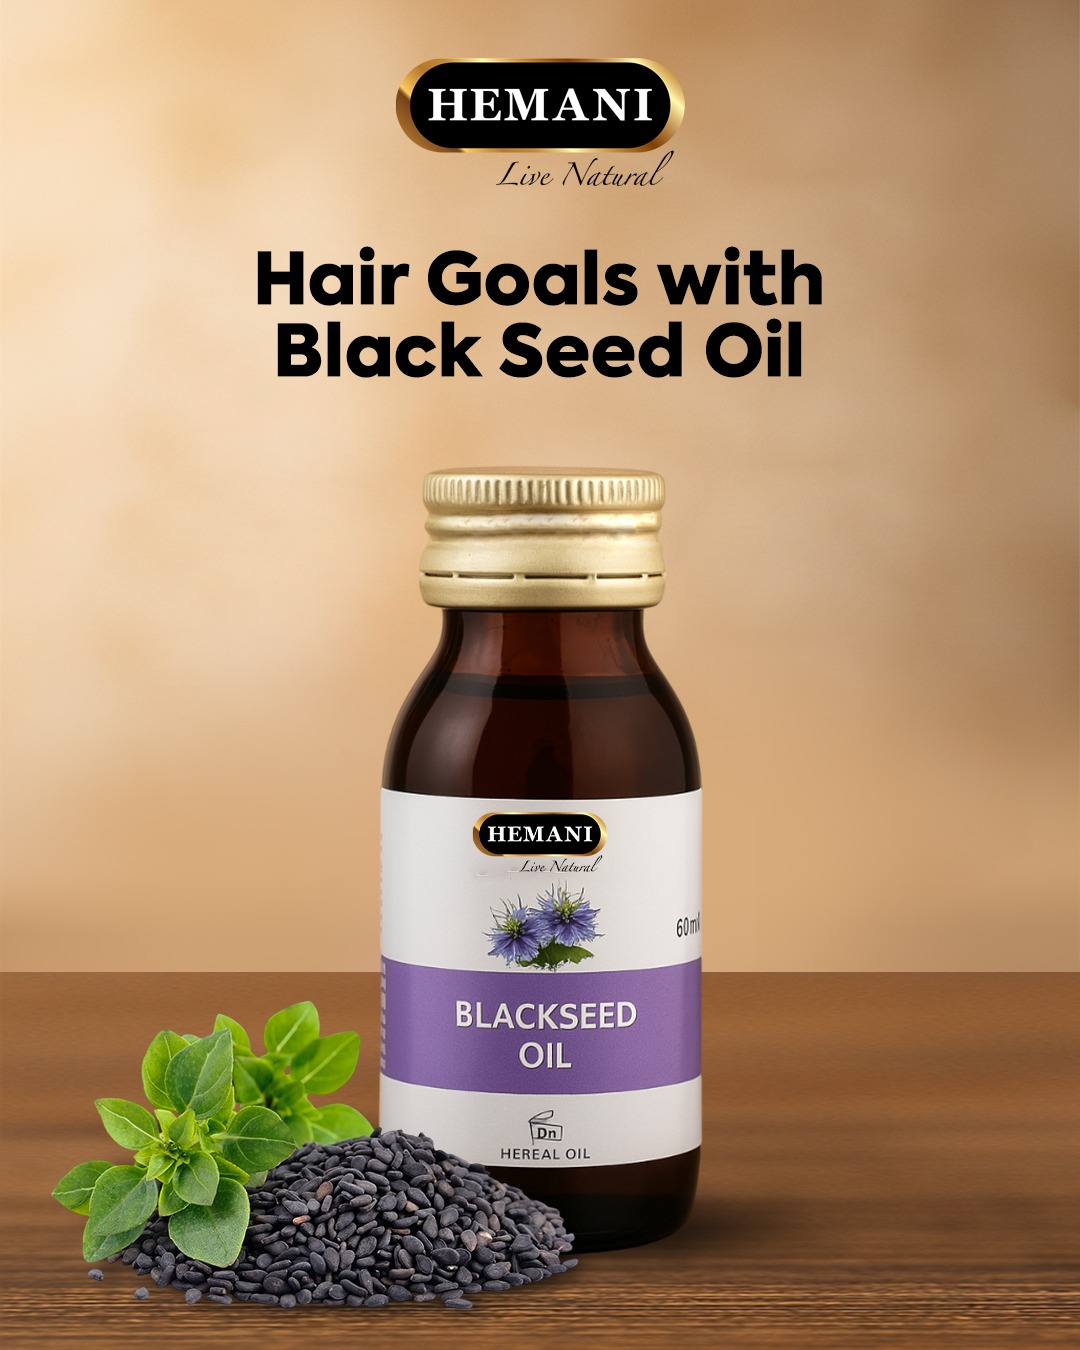 HEMANI
Live Natural
Hair Goals with
Black Seed Oil
HEMANI
Live Natural
60ml
BLACKSEED
OIL
Dn
HEREAL OIL